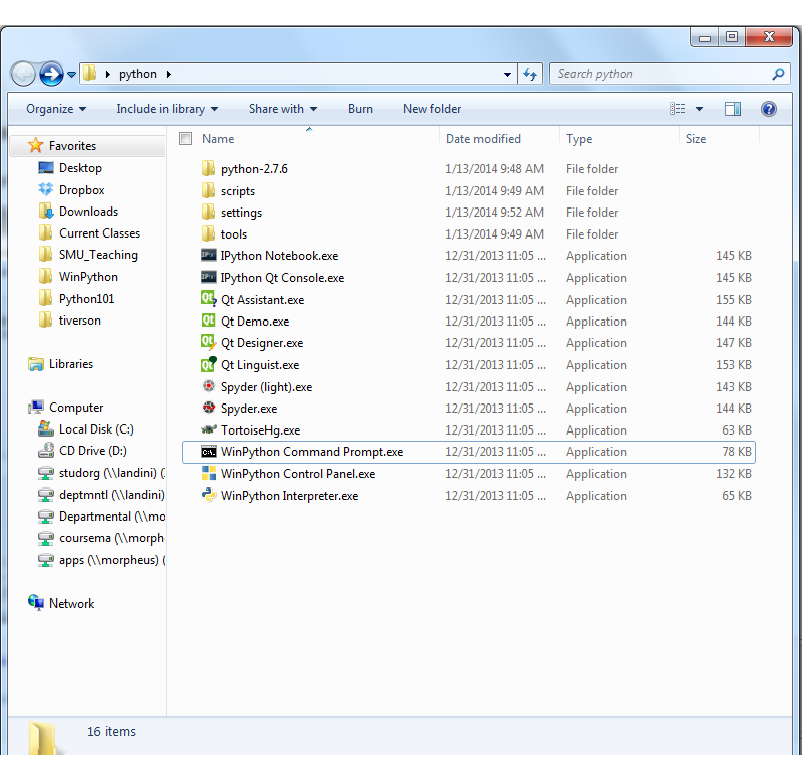 python
Search python
Organize Include in library Share with Burn New folder
Favorites
Desktop
Dropbox
Downloads
Current Classes
SMU_Teaching
WinPython
Python101
tiverson
Libraries
Computer
Local Disk (C:)
CD Drive (D:)
studorg (\\landini) (
deptmntl (\\landini)
Departmental (\\mo
coursema (\\morph
apps (\\morpheus) (
Network
Name Date modified Type Size
python-2.7.6 1/13/2014 9:48 AM File folder
scripts 1/13/2014 9:49 AM File folder
settings 1/13/2014 9:52 AM File folder
tools 1/13/2014 9:49 AM File folder
IPython Notebook.exe 12/31/2013 11:05 ... Application 145 KB
IPython Qt Console.exe 12/31/2013 11:05 ... Application 145 KB
Qt Assistant.exe 12/31/2013 11:05 ... Application 155 KB
Qt Demo.exe 12/31/2013 11:05 ... Application 144 KB
Qt Designer.exe 12/31/2013 11:05 ... Application 147 KB
Qt Linguist.exe 12/31/2013 11:05 ... Application 153 KB
Spyder (light).exe 12/31/2013 11:05 ... Application 143 KB
Spyder.exe 12/31/2013 11:05 ... Application 144 KB
TortoiseHg.exe 12/31/2013 11:05 ... Application 63 KB
WinPython Command Prompt.exe 12/31/2013 11:05 ... Application 78 KB
WinPython Control Panel.exe 12/31/2013 11:05 ... Application 132 KB
WinPython Interpreter.exe 12/31/2013 11:05 ... Application 65 KB
16 items